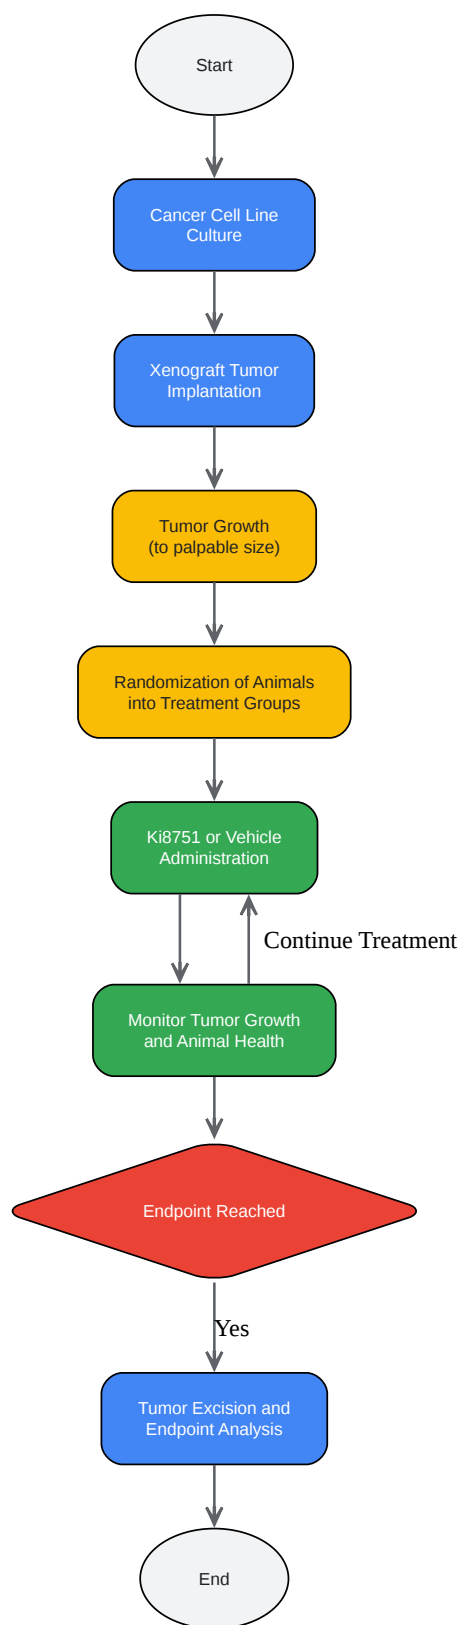 Start
Cancer Cell Line
Culture
Xenograft Tumor
Implantation
Tumor Growth
(to palpable size)
Randomization of Animals
into Treatment Groups
Ki8751 or Vehicle
Administration
Continue Treatment
Monitor Tumor Growth
and Animal Health
Endpoint Reached
Yes
Tumor Excision and
Endpoint Analysis
End